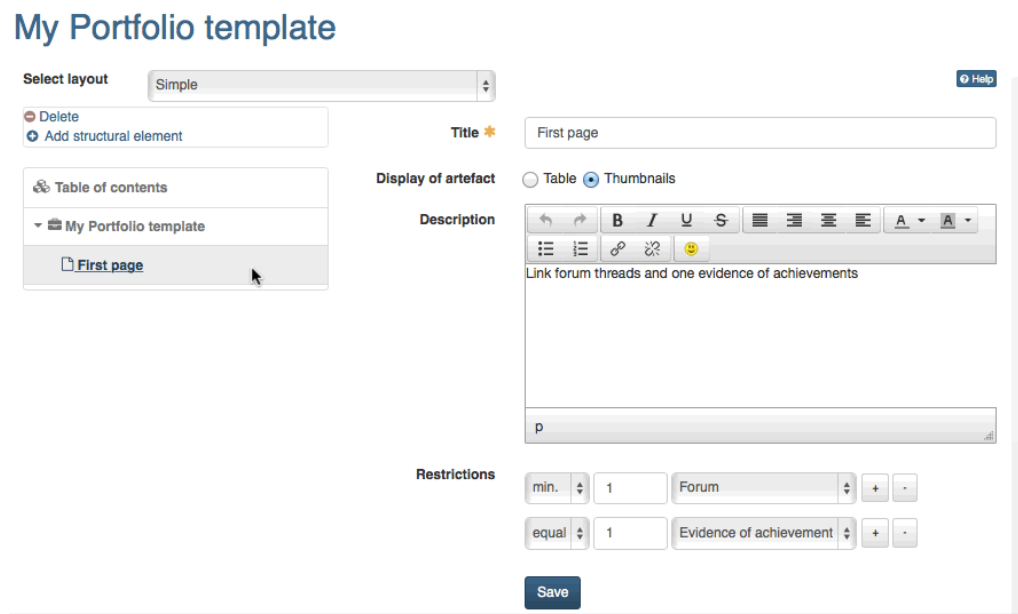 My Portfolio template
Select layout
Simple
Help
Delete
Add structural element
Title
First page
Table of contents
Display of artefact
Table
Thumbnails
My Portfolio template
Description
B I U S A A
First page
Link forum threads and one evidence of achievements
p
Restrictions
min. 1 Forum + -
equal 1 Evidence of achievement + -
Save